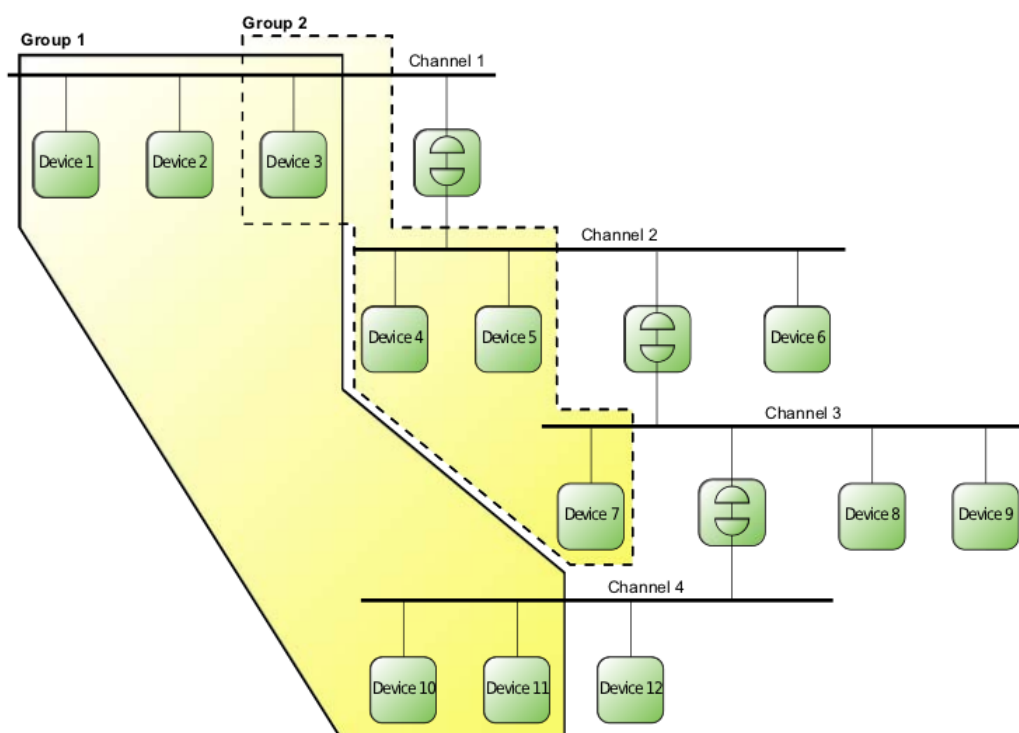 Group 2
Group 1
Channel 1
Device 1
Device 2
Device 3
Channel 2
Device 4
Device 5
Device 6
Channel 3
Device 7
Device 8
Device 9
Channel 4
Device 10
Device 11
Device 12